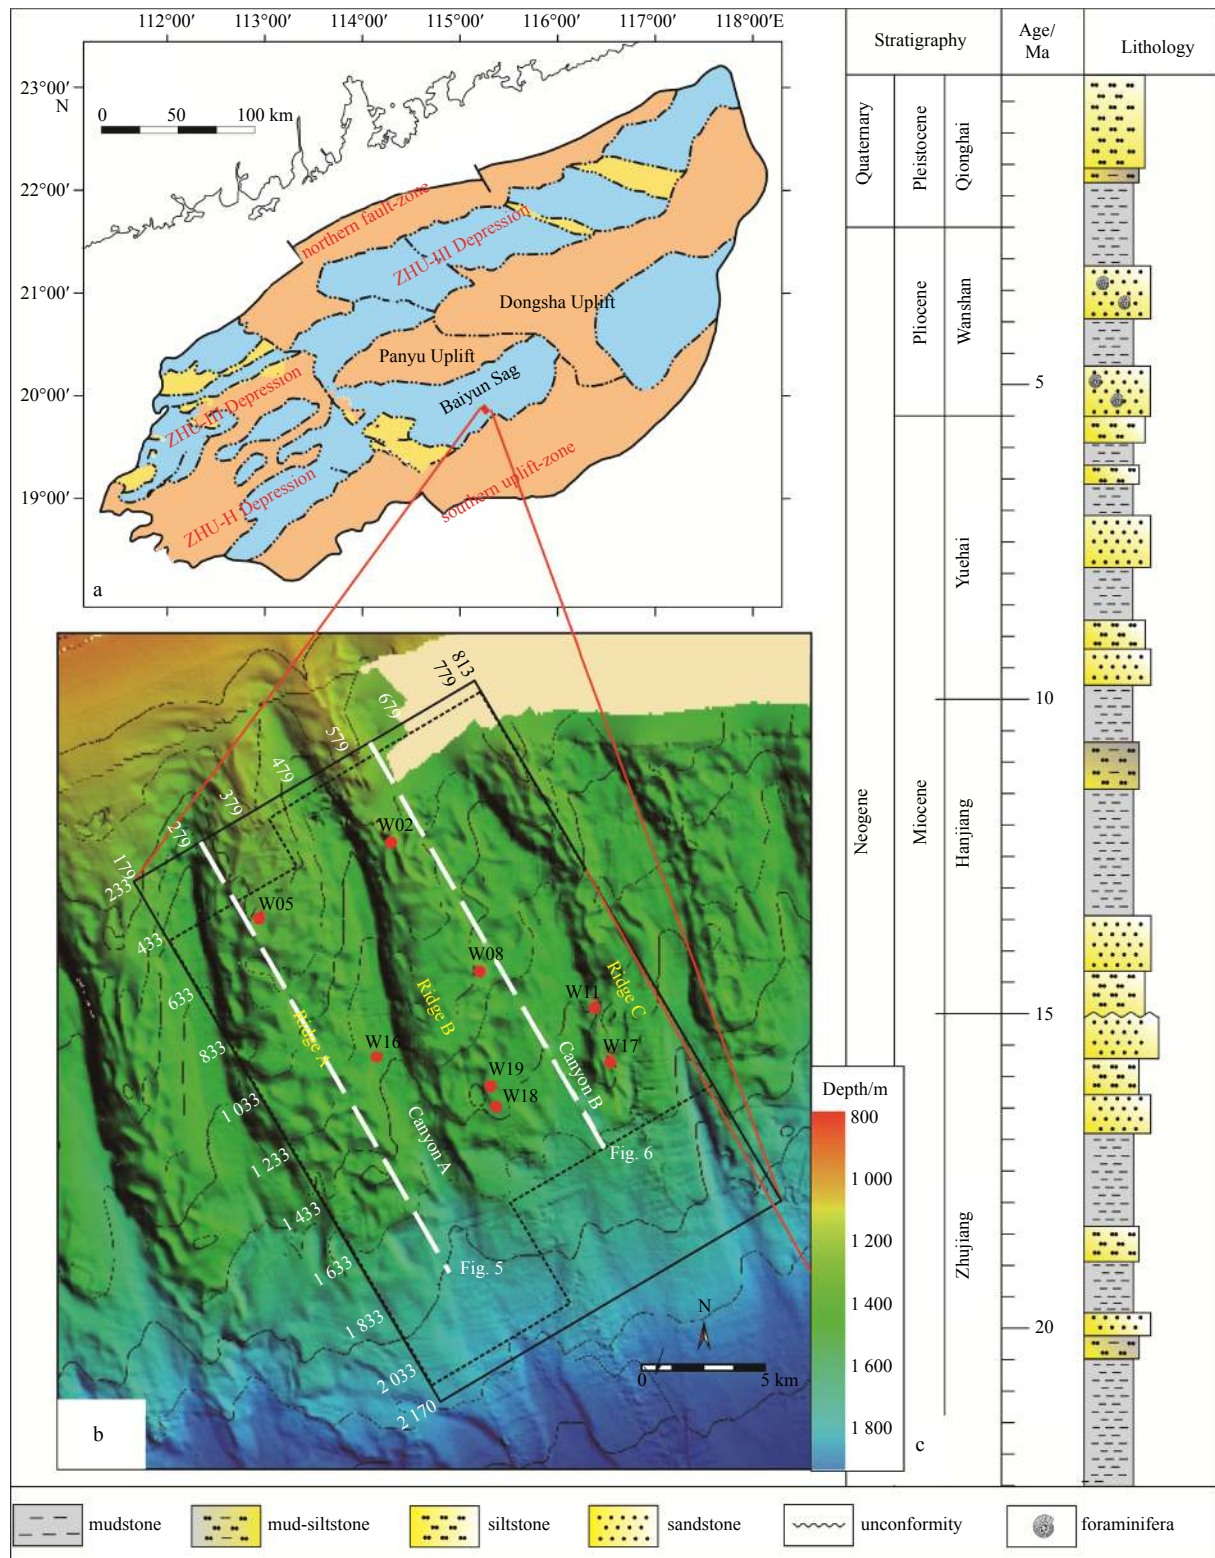 112°00′ 113°00′ 114°00′ 115°00′ 116°00′ 117°00′ 118°00′E
23°00′
N
22°00′
21°00′
20°00′
19°00′
0 50 100 km
northern fault-zone
ZHU-III Depression
Dongsha Uplift
Panyu Uplift
Baiyun Sag
ZHU-III Depression
ZHU-H Depression
southern uplift-zone
a
813
779
679
579
479
379
279
179
233
433
633
833
1 033
1 233
1 433
1 633
1 833
2 033
2 170
W02
W05
W08
W11
W16
W17
W19
W18
Ridge A
Ridge B
Ridge C
Canyon A
Canyon B
Fig. 5
Fig. 6
N
0 5 km
b
Depth/m
800
1 000
1 200
1 400
1 600
1 800
c
Stratigraphy
Age/
Ma
Lithology
Quaternary
Pleistocene
Qionghai
Pliocene
Wanshan
Neogene
Miocene
Yuehai
Hanjiang
Zhujiang
5
10
15
20
mudstone mud-siltstone siltstone sandstone unconformity foraminifera